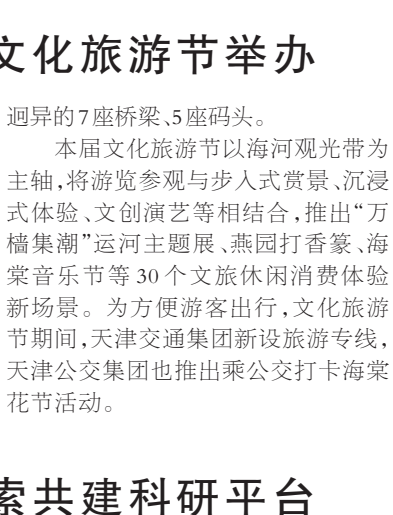 文化旅游节举办
迥异的7座桥梁、5座码头。
本届文化旅游节以海河观光带为
主轴，将游览参观与步入式赏景、沉浸
式体验、文创演艺等相结合，推出“万
樯集潮”运河主题展、燕园打香篆、海
棠音乐节等30个文旅休闲消费体验
新场景。为方便游客出行，文化旅游
节期间，天津交通集团新设旅游专线，
天津公交集团也推出乘公交打卡海棠
花节活动。
索共建科研平台